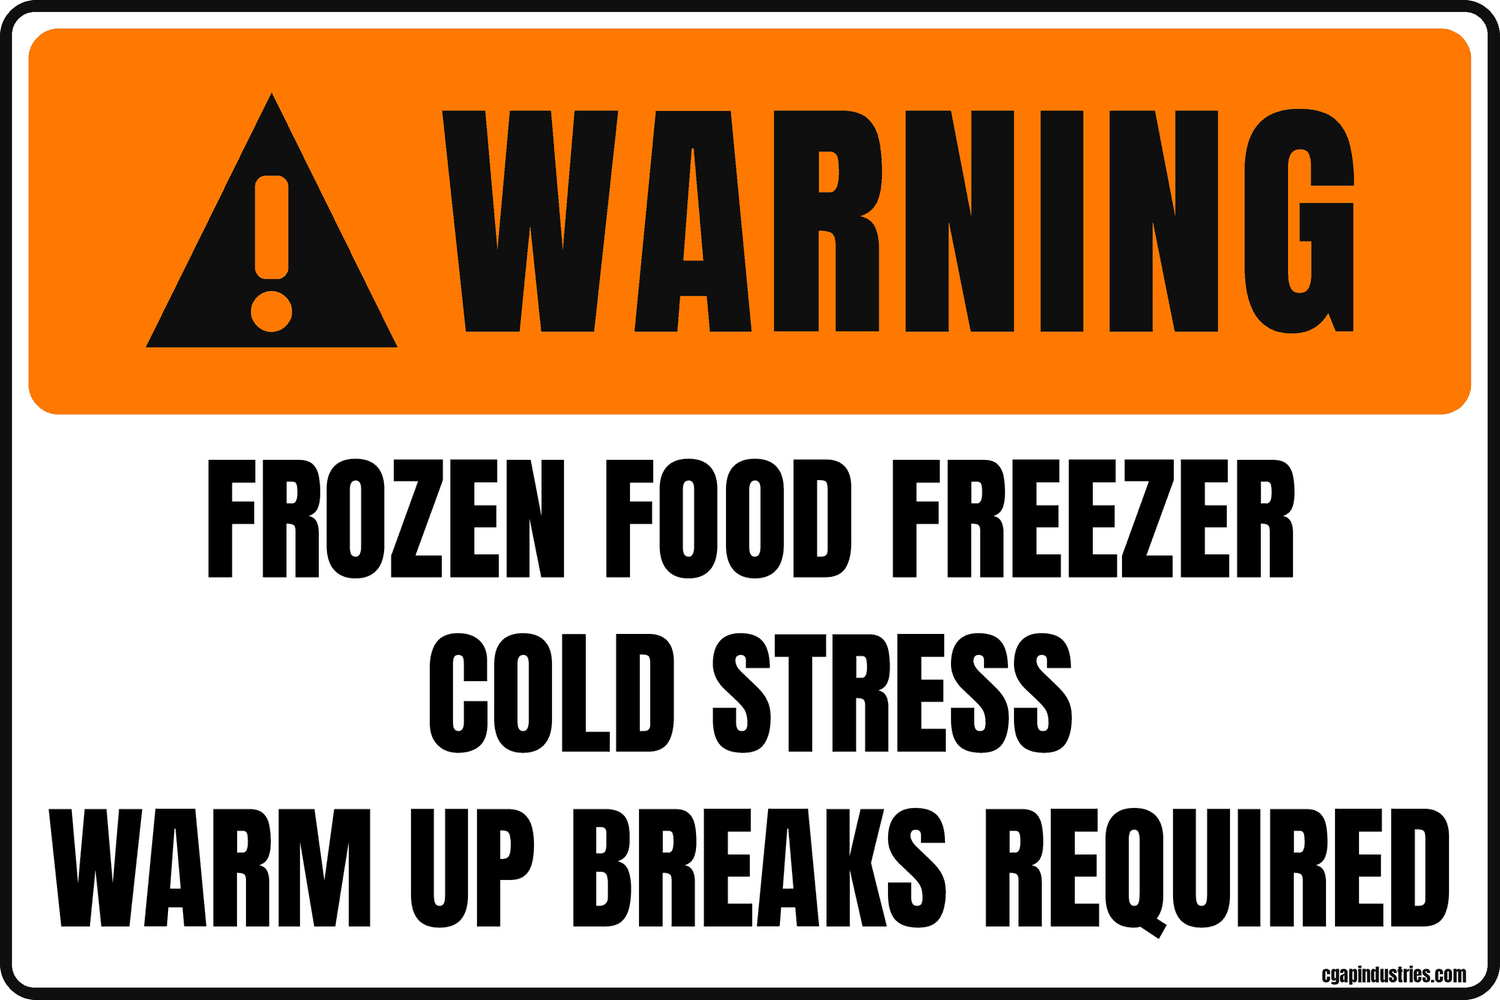 WARNING
FROZEN FOOD FREEZER
COLD STRESS
WARM UP BREAKS REQUIRED
cgapindustries.com